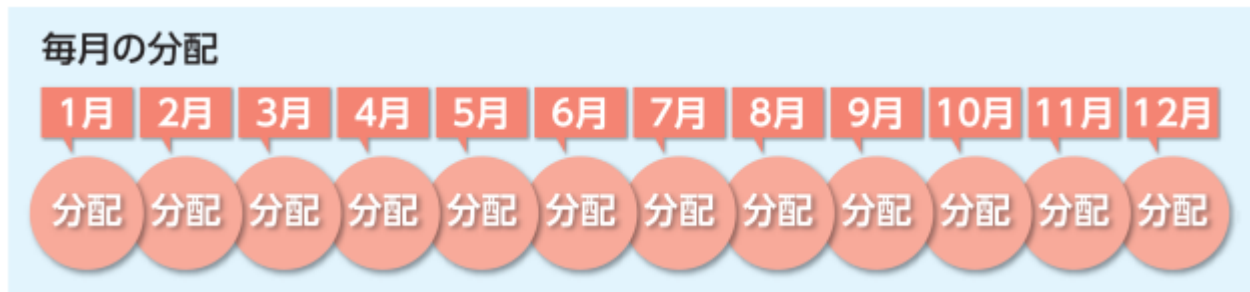 毎月の分配
1月 2月 3月 4月 5月 6月 7月 8月 9月 10月 11月 12月
分配 分配 分配 分配 分配 分配 分配 分配 分配 分配 分配 分配